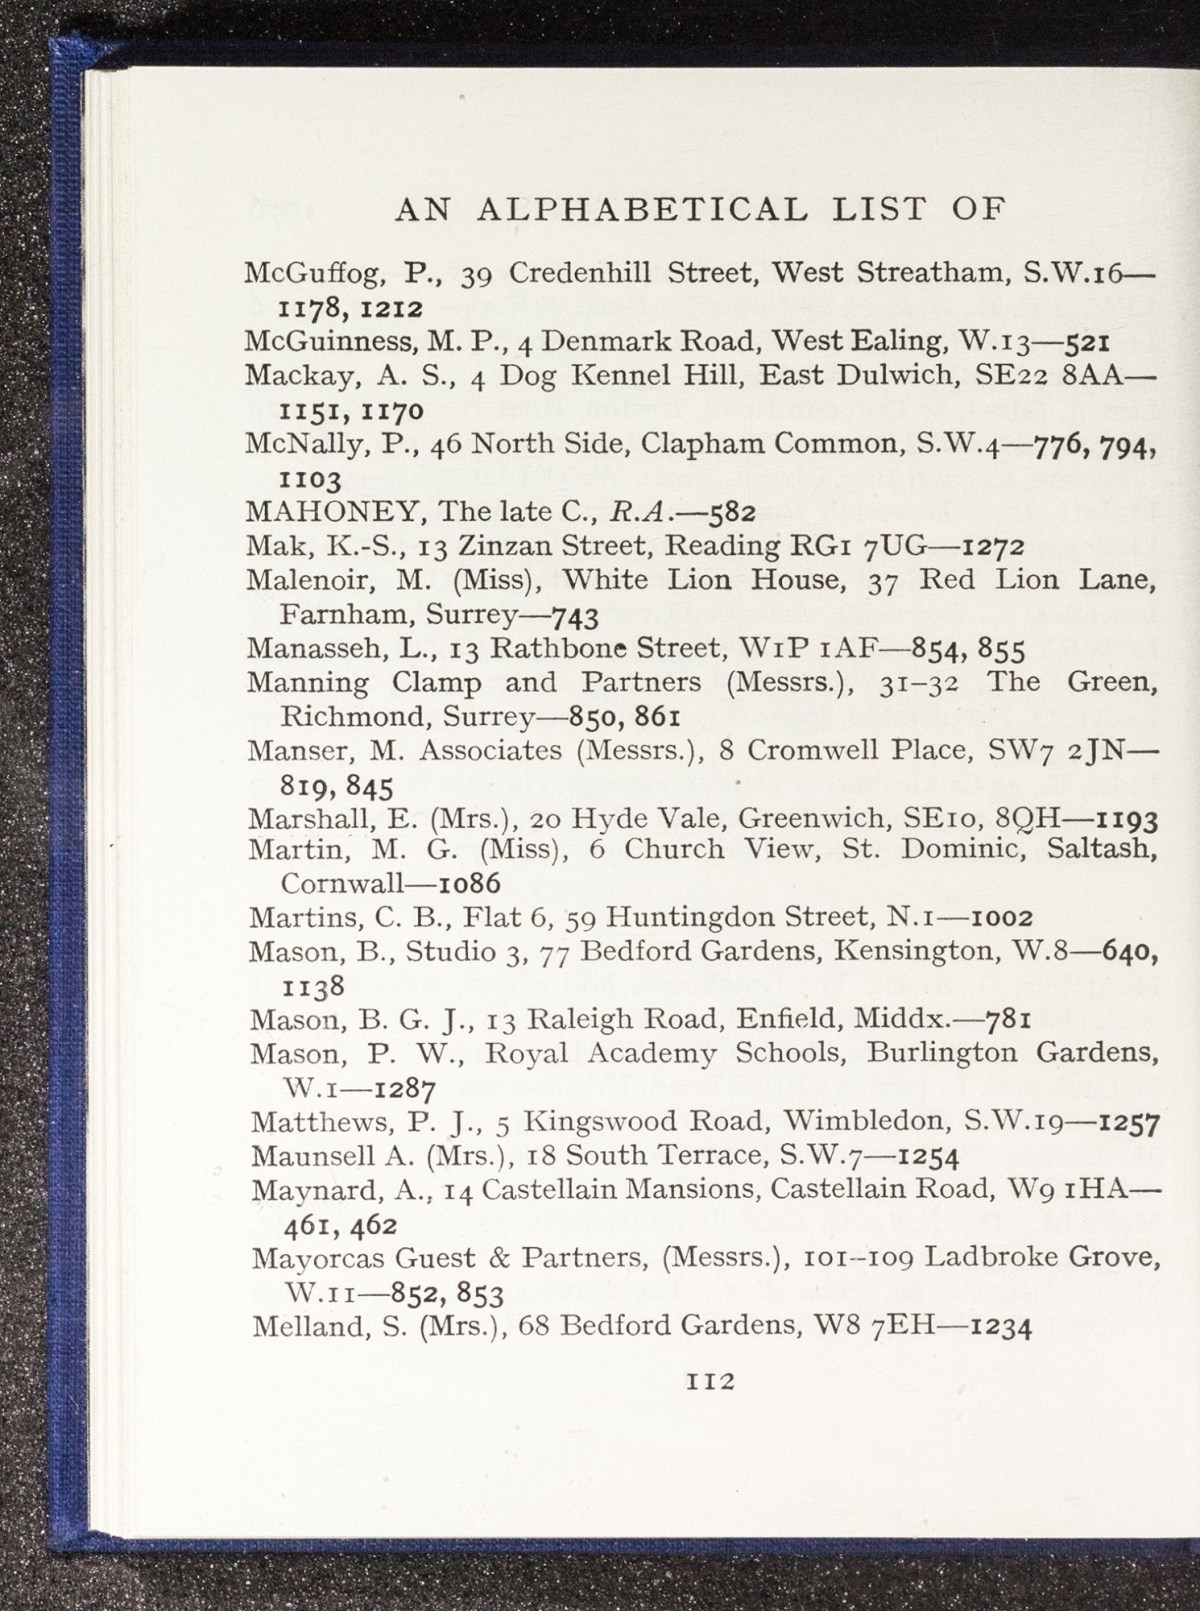 AN ALPHABETICAL LIST OF
McGuffog, P., 39 Credenhill Street, West Streatham, S.W.16—
1178, 1212
McGuinness, M. P., 4 Denmark Road, West Ealing, W.13—521
Mackay, A. S., 4 Dog Kennel Hill, East Dulwich, SE22 8AA—
1151, 1170
McNally, P., 46 North Side, Clapham Common, S.W.4—776, 794,
1103
MAHONEY, The late C., R.A.—582
Mak, K.-S., 13 Zinzan Street, Reading RG1 7UG—1272
Malenoir, M. (Miss), White Lion House, 37 Red Lion Lane,
Farnham, Surrey—743
Manasseh, L., 13 Rathbone Street, W1P 1AF—854, 855
Manning Clamp and Partners (Messrs.), 31–32 The Green,
Richmond, Surrey—850, 861
Manser, M. Associates (Messrs.), 8 Cromwell Place, SW7 2JN—
819, 845
Marshall, E. (Mrs.), 20 Hyde Vale, Greenwich, SE10, 8QH—1193
Martin, M. G. (Miss), 6 Church View, St. Dominic, Saltash,
Cornwall—1086
Martins, C. B., Flat 6, 59 Huntingdon Street, N.1—1002
Mason, B., Studio 3, 77 Bedford Gardens, Kensington, W.8—640,
1138
Mason, B. G. J., 13 Raleigh Road, Enfield, Middx.—781
Mason, P. W., Royal Academy Schools, Burlington Gardens,
W.1—1287
Matthews, P. J., 5 Kingswood Road, Wimbledon, S.W.19—1257
Maunsell A. (Mrs.), 18 South Terrace, S.W.7—1254
Maynard, A., 14 Castellain Mansions, Castellain Road, W9 1HA—
461, 462
Mayorcas Guest & Partners, (Messrs.), 101–109 Ladbroke Grove,
W.11—852, 853
Melland, S. (Mrs.), 68 Bedford Gardens, W8 7EH—1234
112